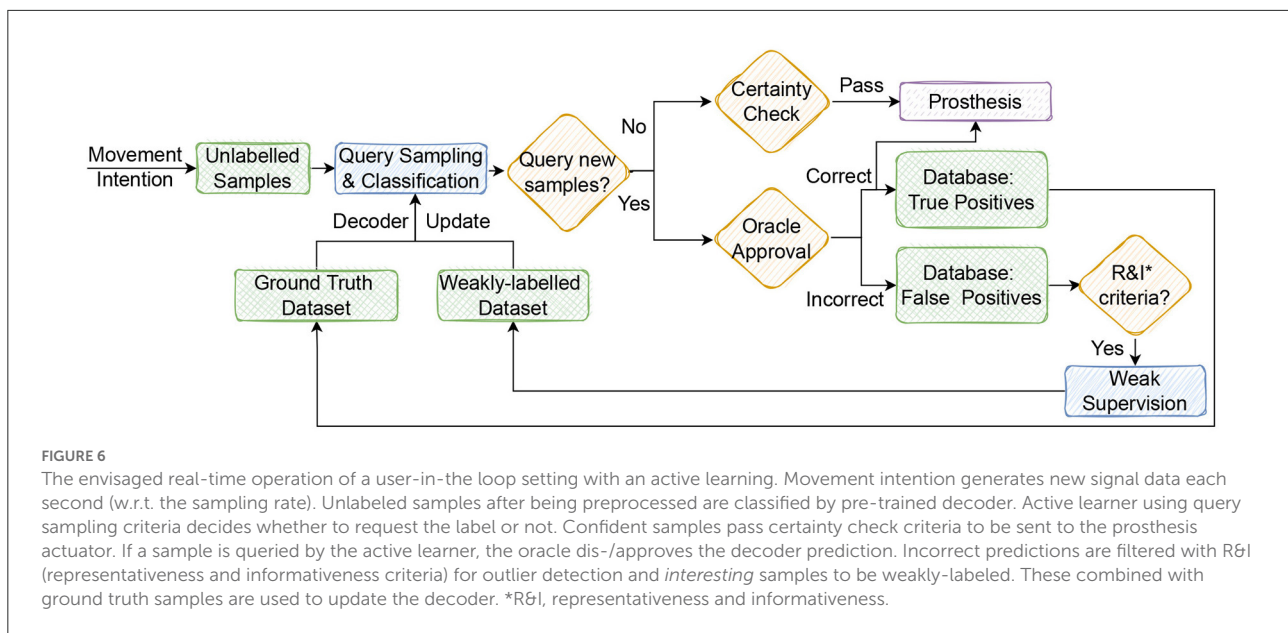 Movement
Intention
Unlabelled
Samples
Query Sampling
& Classification
Query new
samples?
No
Yes
Certainty
Check
Pass
Prosthesis
Oracle
Approval
Correct
Incorrect
Database:
True Positives
Database:
False Positives
R&I*
criteria?
Yes
Weak
Supervision
Decoder Update
Ground Truth
Dataset
Weakly-labelled
Dataset
FIGURE 6
The envisaged real-time operation of a user-in-the loop setting with an active learning. Movement intention generates new signal data each
second (w.r.t. the sampling rate). Unlabeled samples after being preprocessed are classified by pre-trained decoder. Active learner using query
sampling criteria decides whether to request the label or not. Confident samples pass certainty check criteria to be sent to the prosthesis
actuator. If a sample is queried by the active learner, the oracle dis-/approves the decoder prediction. Incorrect predictions are filtered with R&I
(representativeness and informativeness criteria) for outlier detection and interesting samples to be weakly-labeled. These combined with
ground truth samples are used to update the decoder. *R&I, representativeness and informativeness.